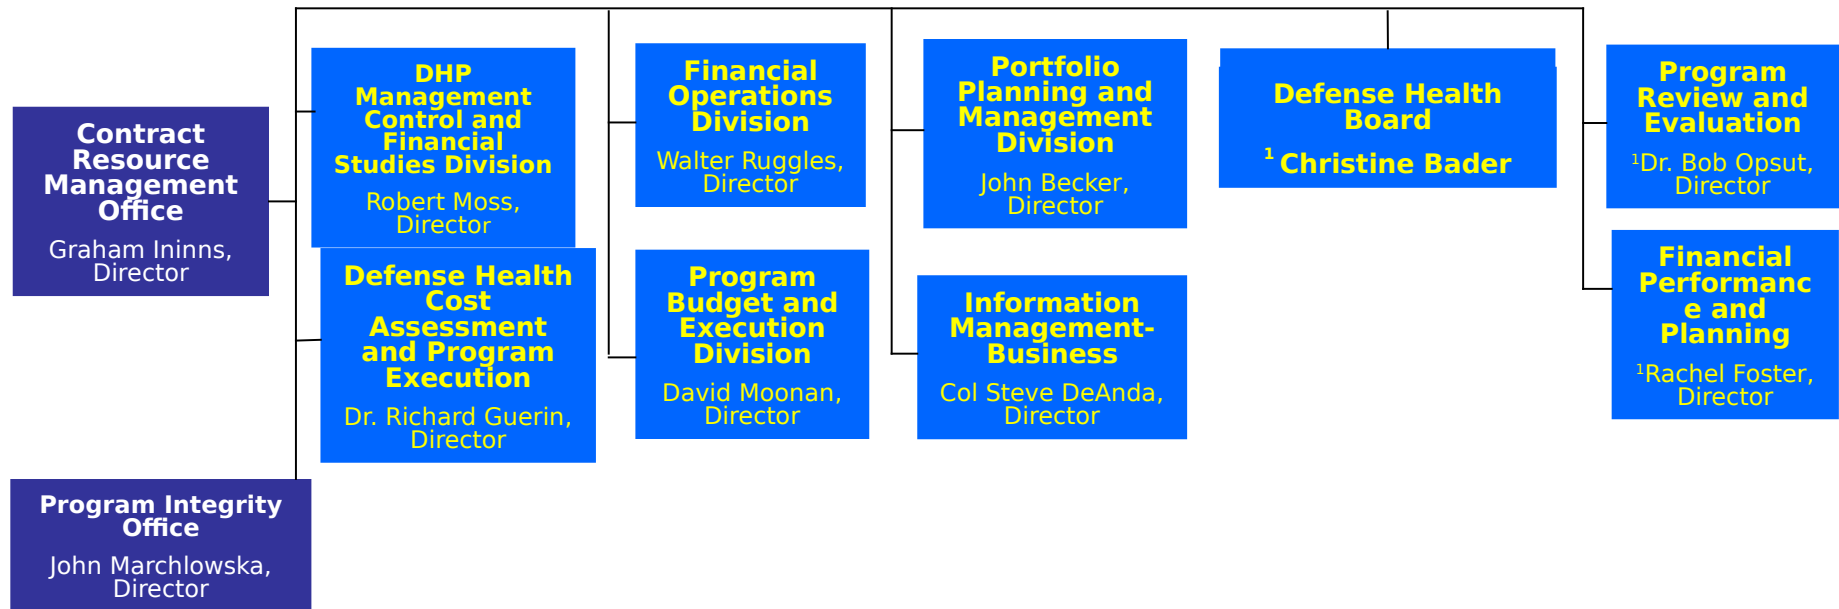 Contract
Resource
Management
Office
Graham Ininns,
Director
Program Integrity
Office
John Marchlowska,
Director
DHP
Management
Control and
Financial
Studies Division
Robert Moss,
Director
Defense Health
Cost
Assessment
and Program
Execution
Dr. Richard Guerin,
Director
Financial
Operations
Division
Walter Ruggles,
Director
Program
Budget and
Execution
Division
David Moonan,
Director
Portfolio
Planning and
Management
Division
John Becker,
Director
Information
Management-
Business
Col Steve DeAnda,
Director
Defense Health
Board
¹ Christine Bader
Program
Review and
Evaluation
¹Dr. Bob Opsut,
Director
Financial
Performanc
e and
Planning
¹Rachel Foster,
Director